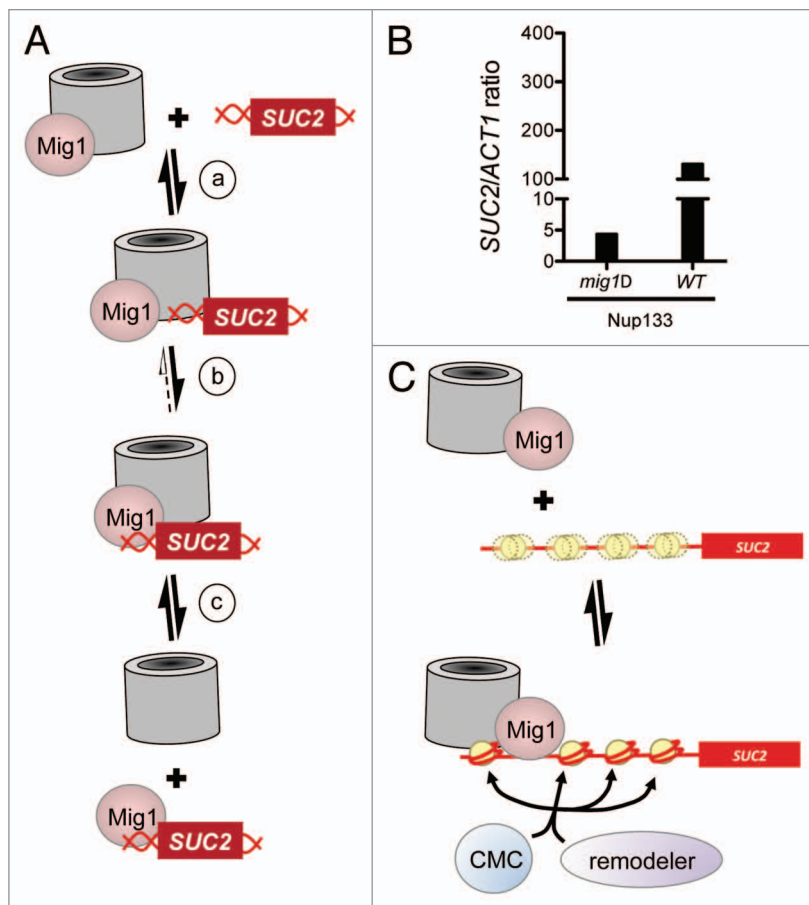 A
Mig1
+
SUC2
a
Mig1
SUC2
b
Mig1
SUC2
c
+
Mig1
SUC2
B
SUC2/ACT1 ratio
400
300
200
100
10
5
0
mig1D WT
Nup133
C
Mig1
+
SUC2
Mig1
SUC2
CMC
remodeler